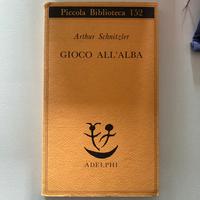 Piccola Biblioteca 152
Arthur Schnitzler
GIOCO ALL'ALBA
ADELPHI